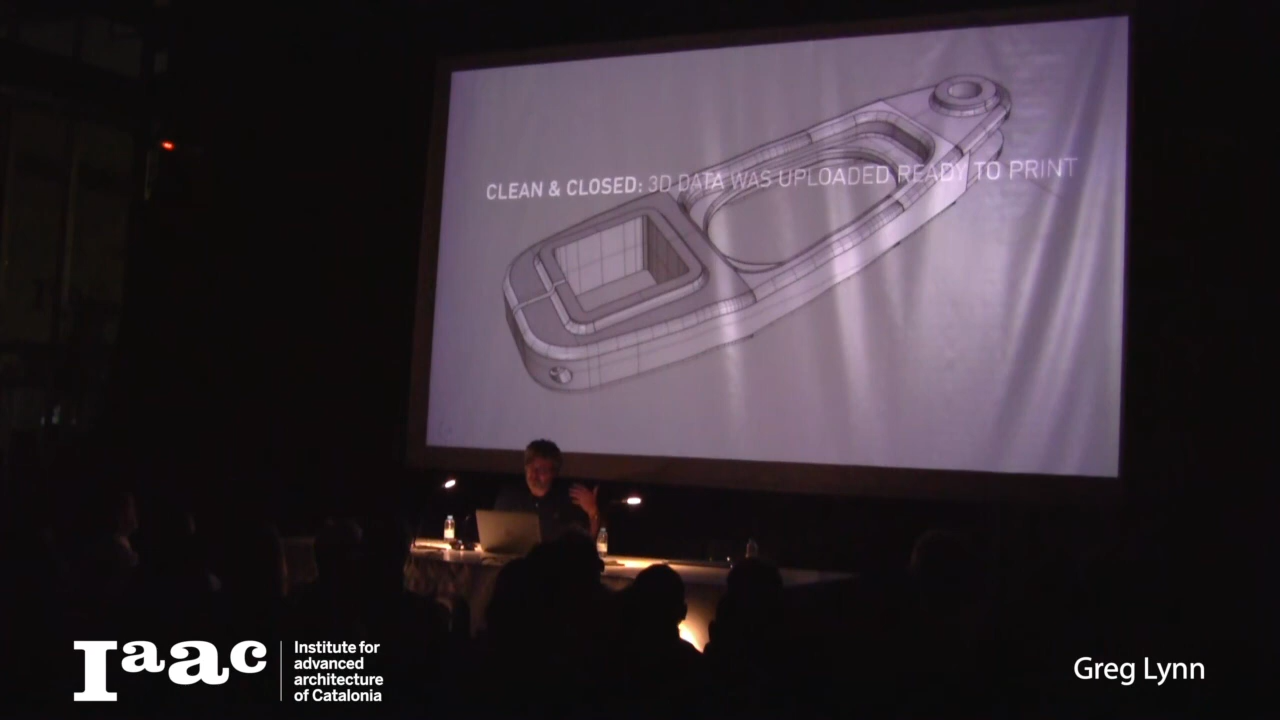 CLEAN & CLOSED: 3D DATA WAS UPLOADED READY TO PRINT
Iaac
Institute for
advanced
architecture
of Catalonia
Greg Lynn